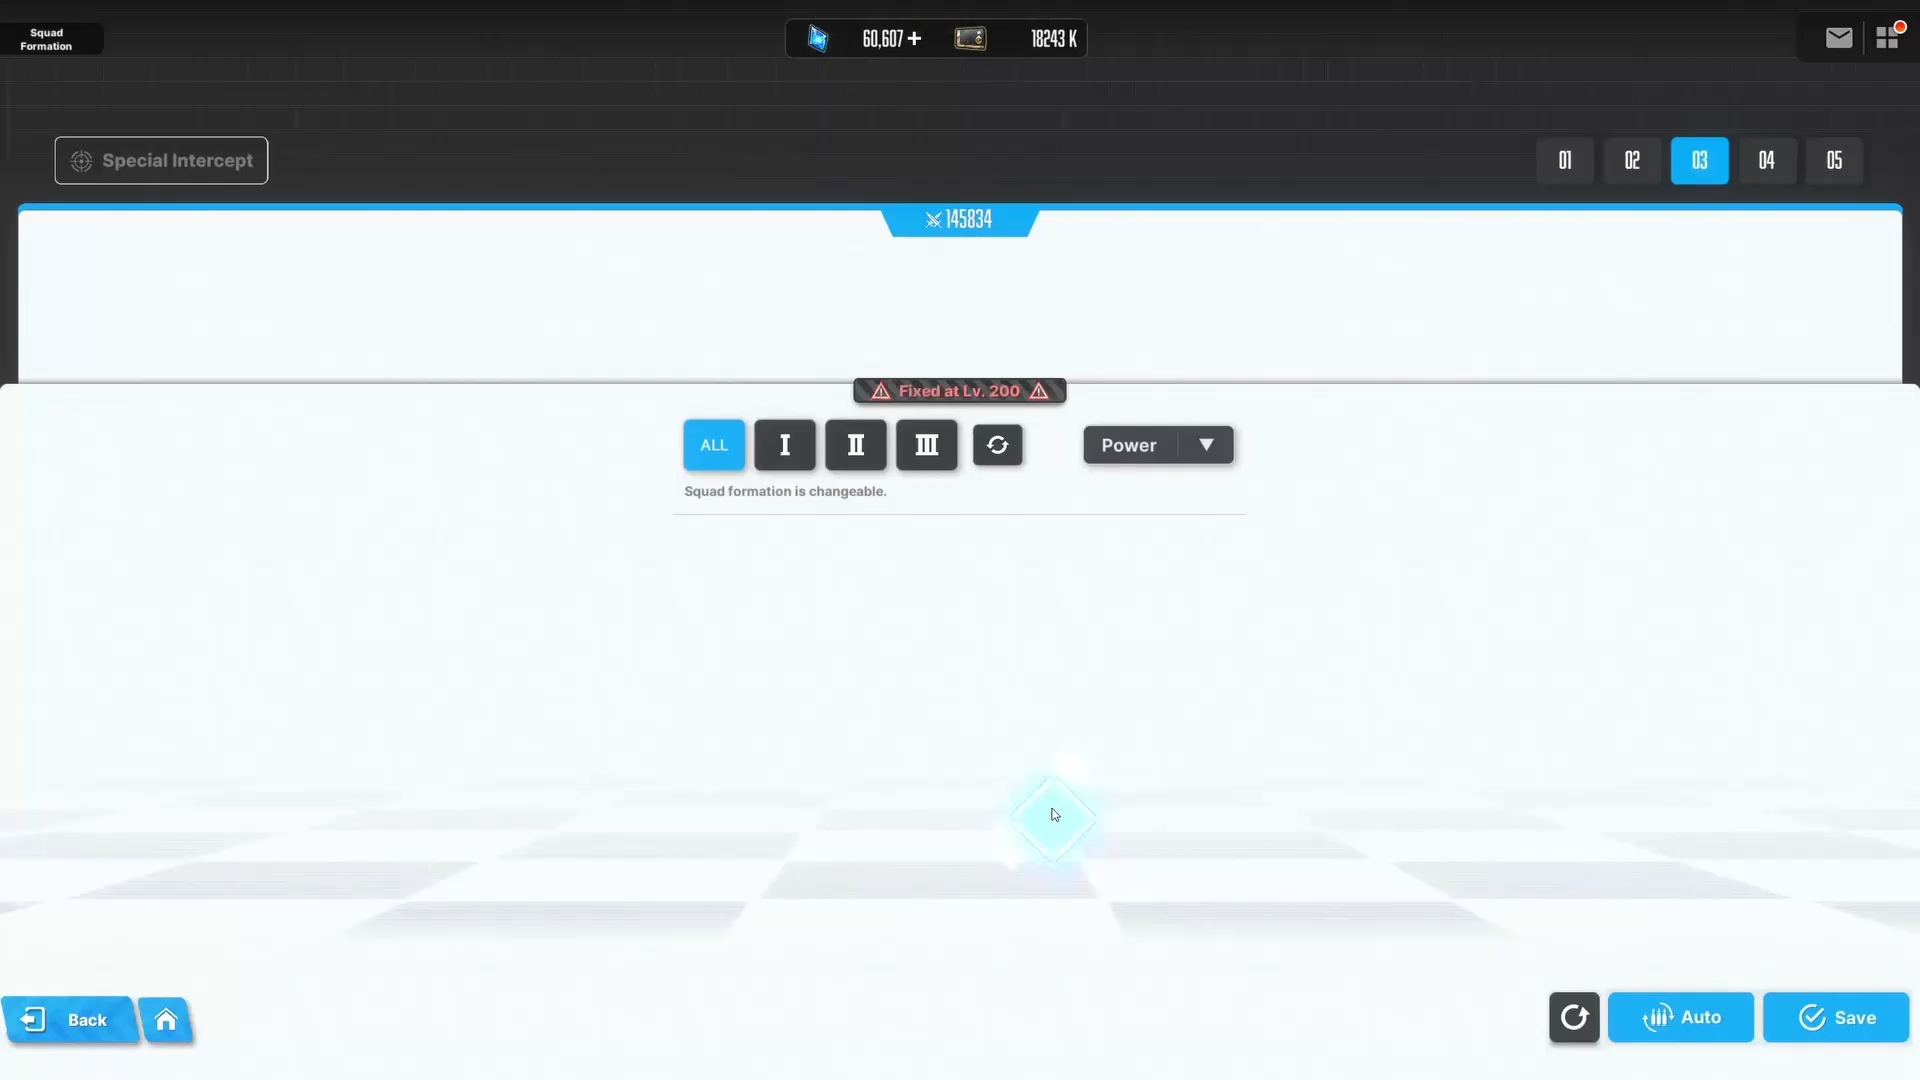 Squad
Formation
60,607 +
18243 K
Special Intercept
01
02
03
04
05
145834
Fixed at Lv. 200
ALL
I
II
III
Power
Squad formation is changeable.
Back
Auto
Save